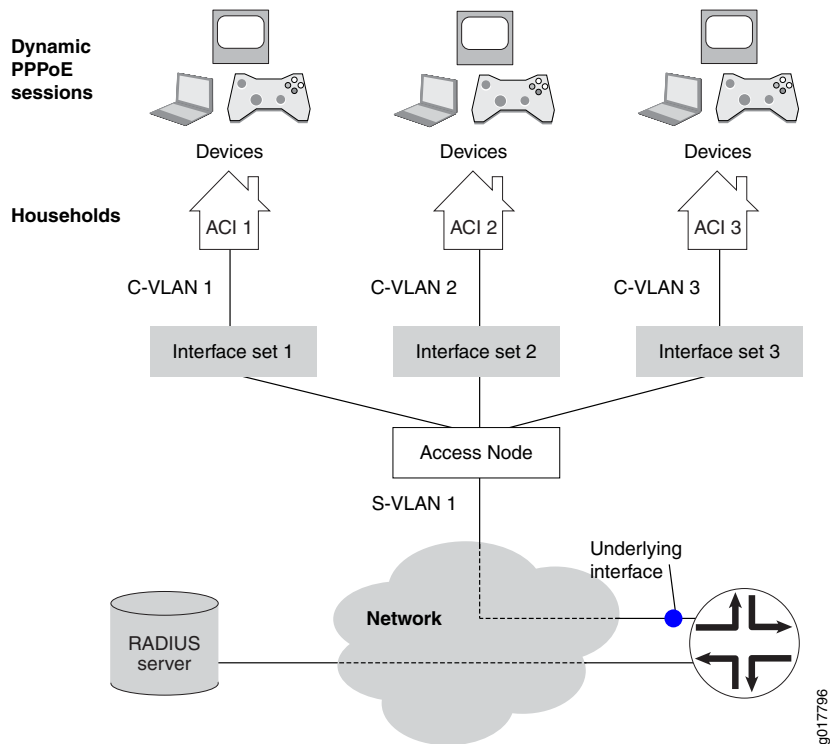 Dynamic
PPPoE
sessions
Devices
Devices
Devices
Households
ACI 1
ACI 2
ACI 3
C-VLAN 1
C-VLAN 2
C-VLAN 3
Interface set 1
Interface set 2
Interface set 3
Access Node
S-VLAN 1
Underlying
interface
Network
RADIUS
server
g017796